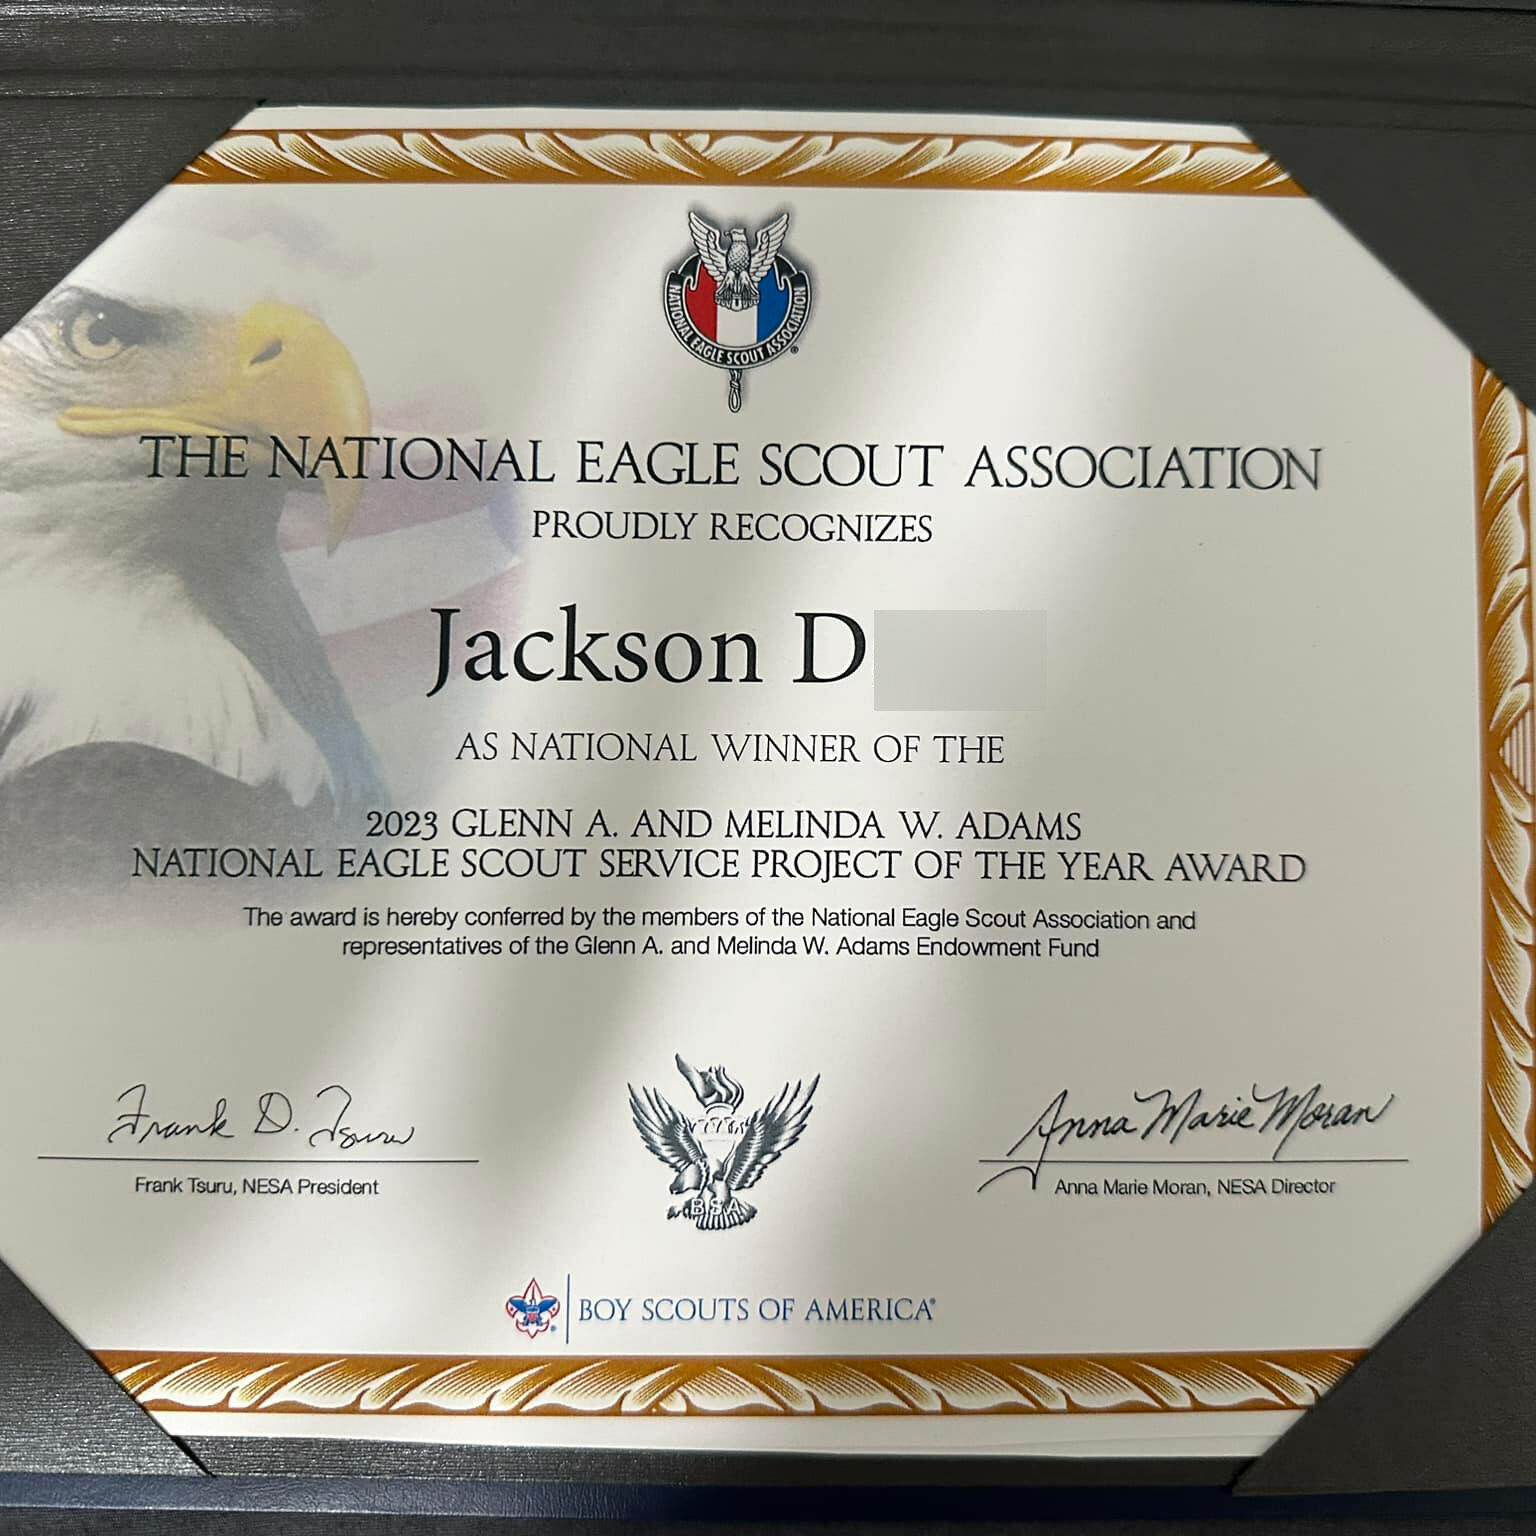 NATIONAL EAGLE SCOUT ASSOCIATION
THE NATIONAL EAGLE SCOUT ASSOCIATION
PROUDLY RECOGNIZES
Jackson D
AS NATIONAL WINNER OF THE
2023 GLENN A. AND MELINDA W. ADAMS
NATIONAL EAGLE SCOUT SERVICE PROJECT OF THE YEAR AWARD
The award is hereby conferred by the members of the National Eagle Scout Association and
representatives of the Glenn A. and Melinda W. Adams Endowment Fund
Frank D. Tsuru
Frank Tsuru, NESA President
BSA
Anna Marie Moran
Anna Marie Moran, NESA Director
BOY SCOUTS OF AMERICA®